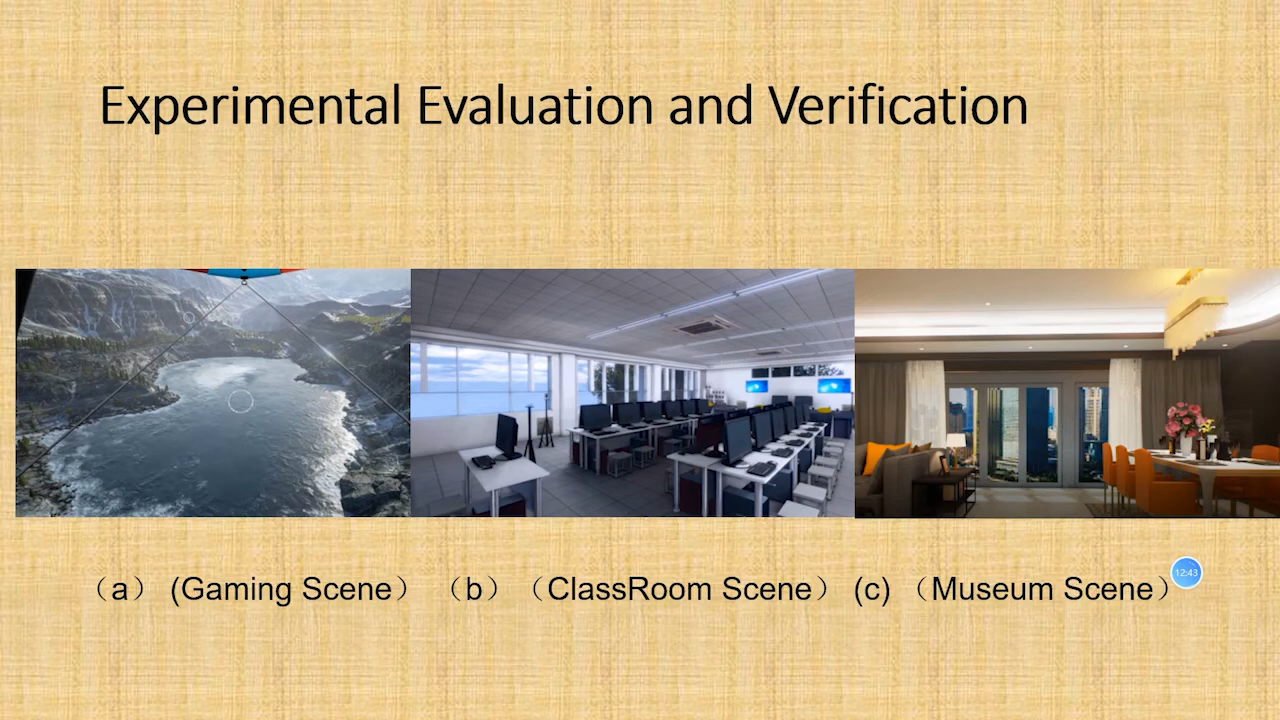 Experimental Evaluation and Verification
（a） (Gaming Scene） （b）（ClassRoom Scene）(c) （Museum Scene）
12:43